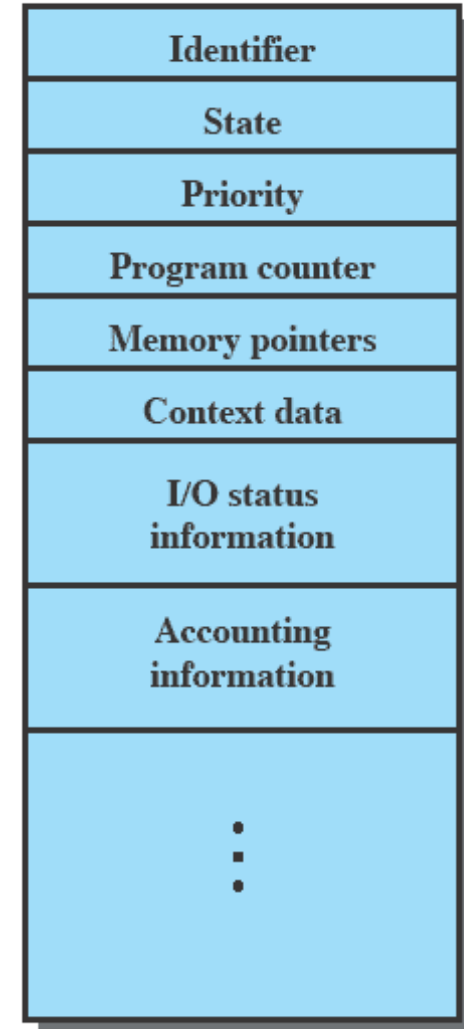 Identifier
State
Priority
Program counter
Memory pointers
Context data
I/O status
information
Accounting
information